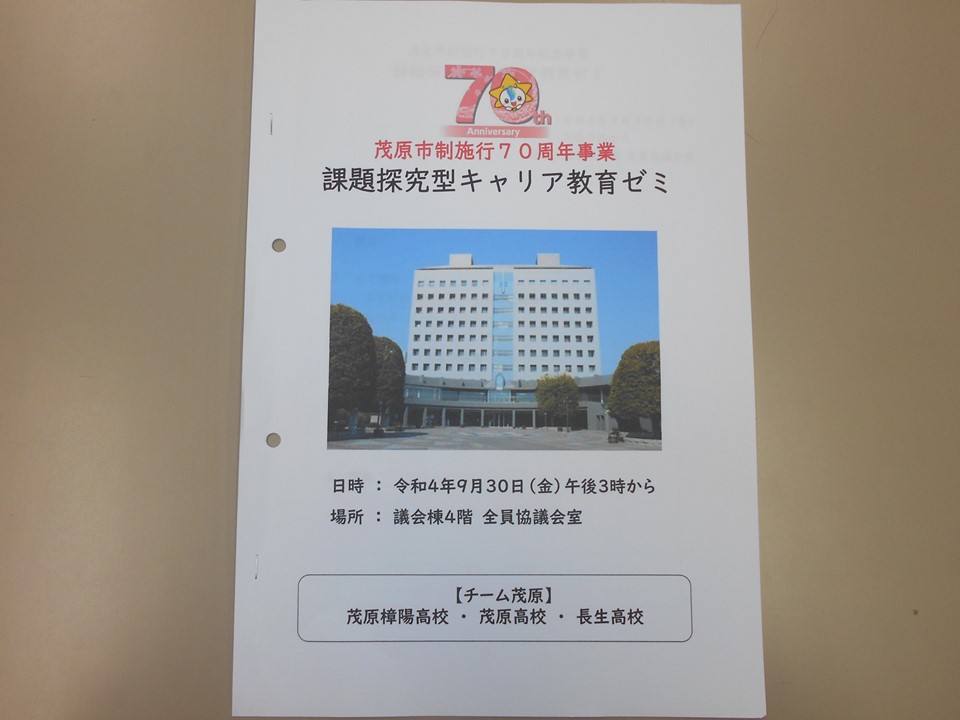 70th
Anniversary
茂原市制施行７０周年事業
課題探究型キャリア教育ゼミ
日時 ： 令和4年9月30日（金）午後3時から
場所 ： 議会棟4階 全員協議会室
【チーム茂原】
茂原樟陽高校 ・ 茂原高校 ・ 長生高校